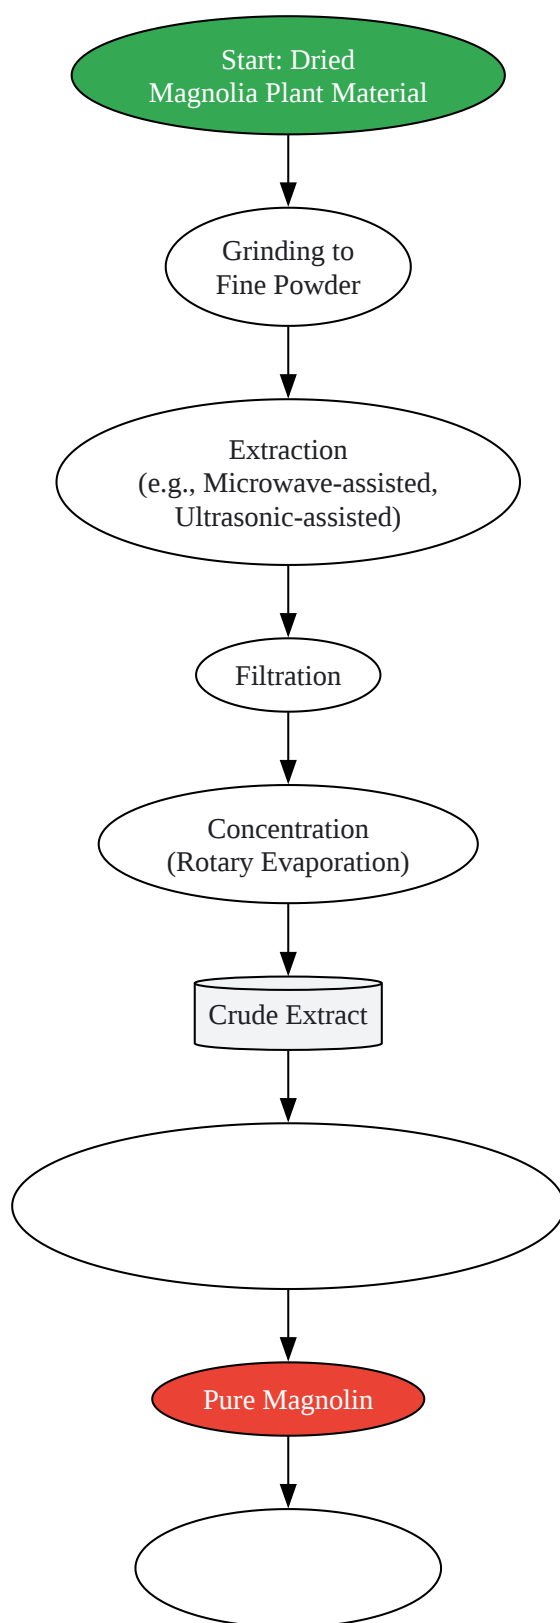 Start: Dried
Magnolia Plant Material
Grinding to
Fine Powder
Extraction
(e.g., Microwave-assisted,
Ultrasonic-assisted)
Filtration
Concentration
(Rotary Evaporation)
Crude Extract
Pure Magnolin